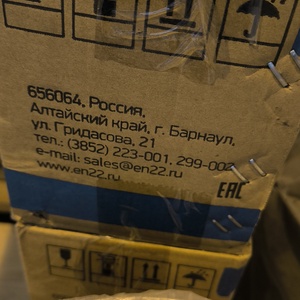 656064, Россия,
Алтайский край, г. Барнаул,
ул. Гридасова, 21
тел.: (3852) 223-001, 299-002
e-mail: sales@en22.ru
www.en22.ru
EAC